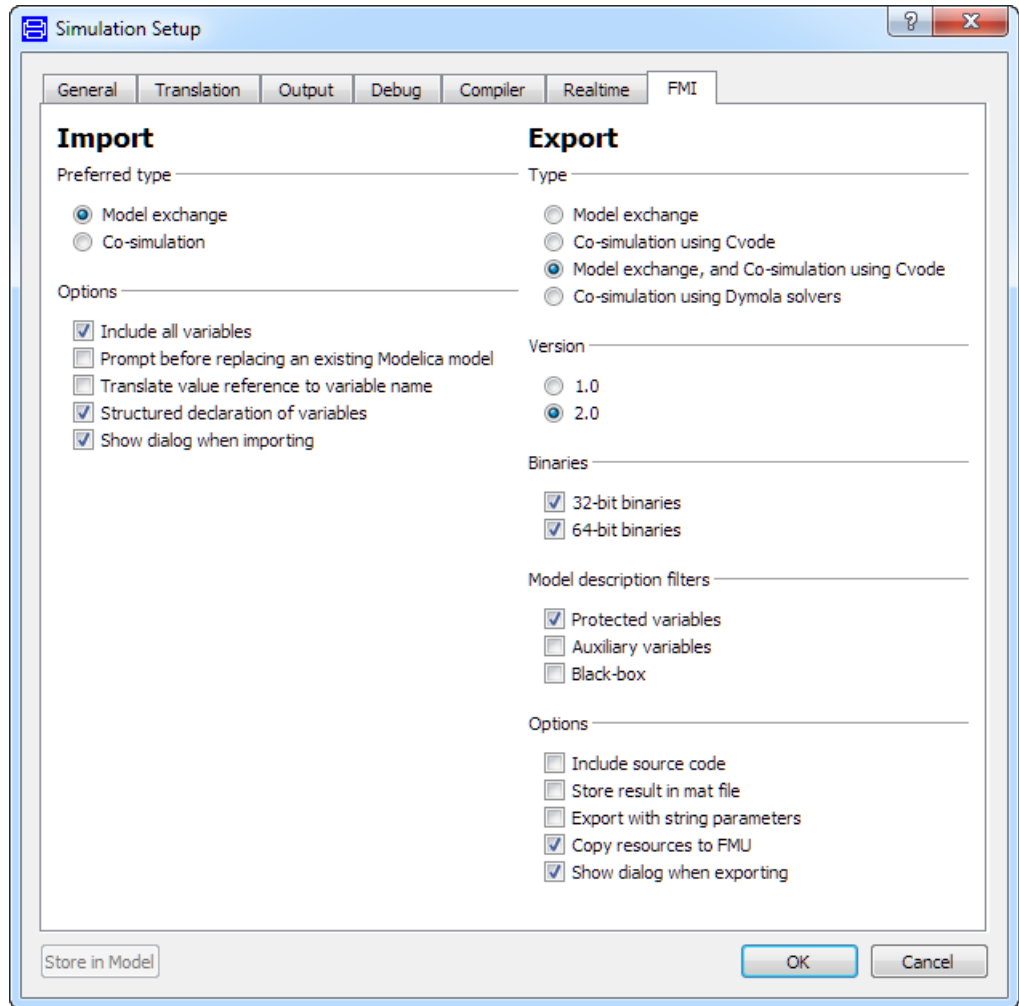 Simulation Setup
?
General Translation Output Debug Compiler Realtime FMI
Import
Preferred type
Model exchange
Co-simulation
Options
Include all variables
Prompt before replacing an existing Modelica model
Translate value reference to variable name
Structured declaration of variables
Show dialog when importing
Export
Type
Model exchange
Co-simulation using Cvode
Model exchange, and Co-simulation using Cvode
Co-simulation using Dymola solvers
Version
1.0
2.0
Binaries
32-bit binaries
64-bit binaries
Model description filters
Protected variables
Auxiliary variables
Black-box
Options
Include source code
Store result in mat file
Export with string parameters
Copy resources to FMU
Show dialog when exporting
Store in Model
OK
Cancel